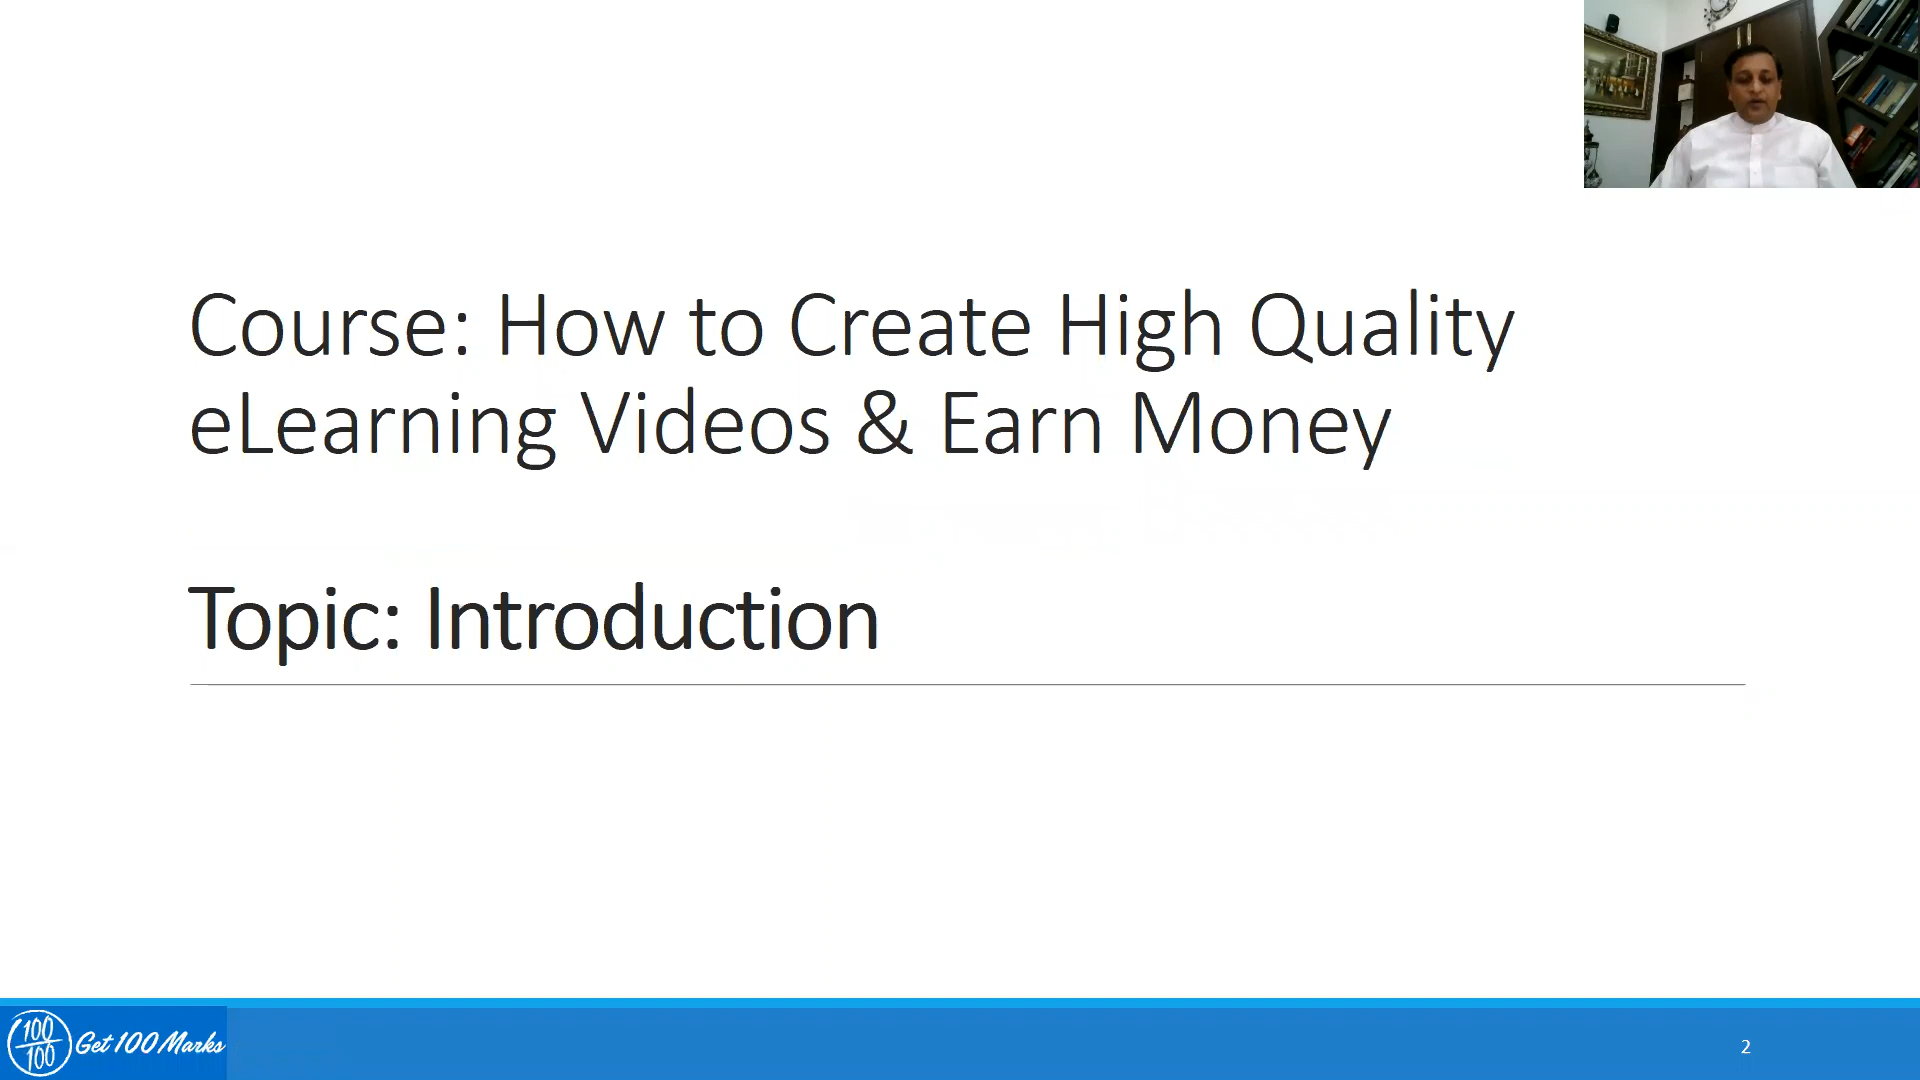 Course: How to Create High Quality
eLearning Videos & Earn Money
Topic: Introduction
100
100
Get 100 Marks
2